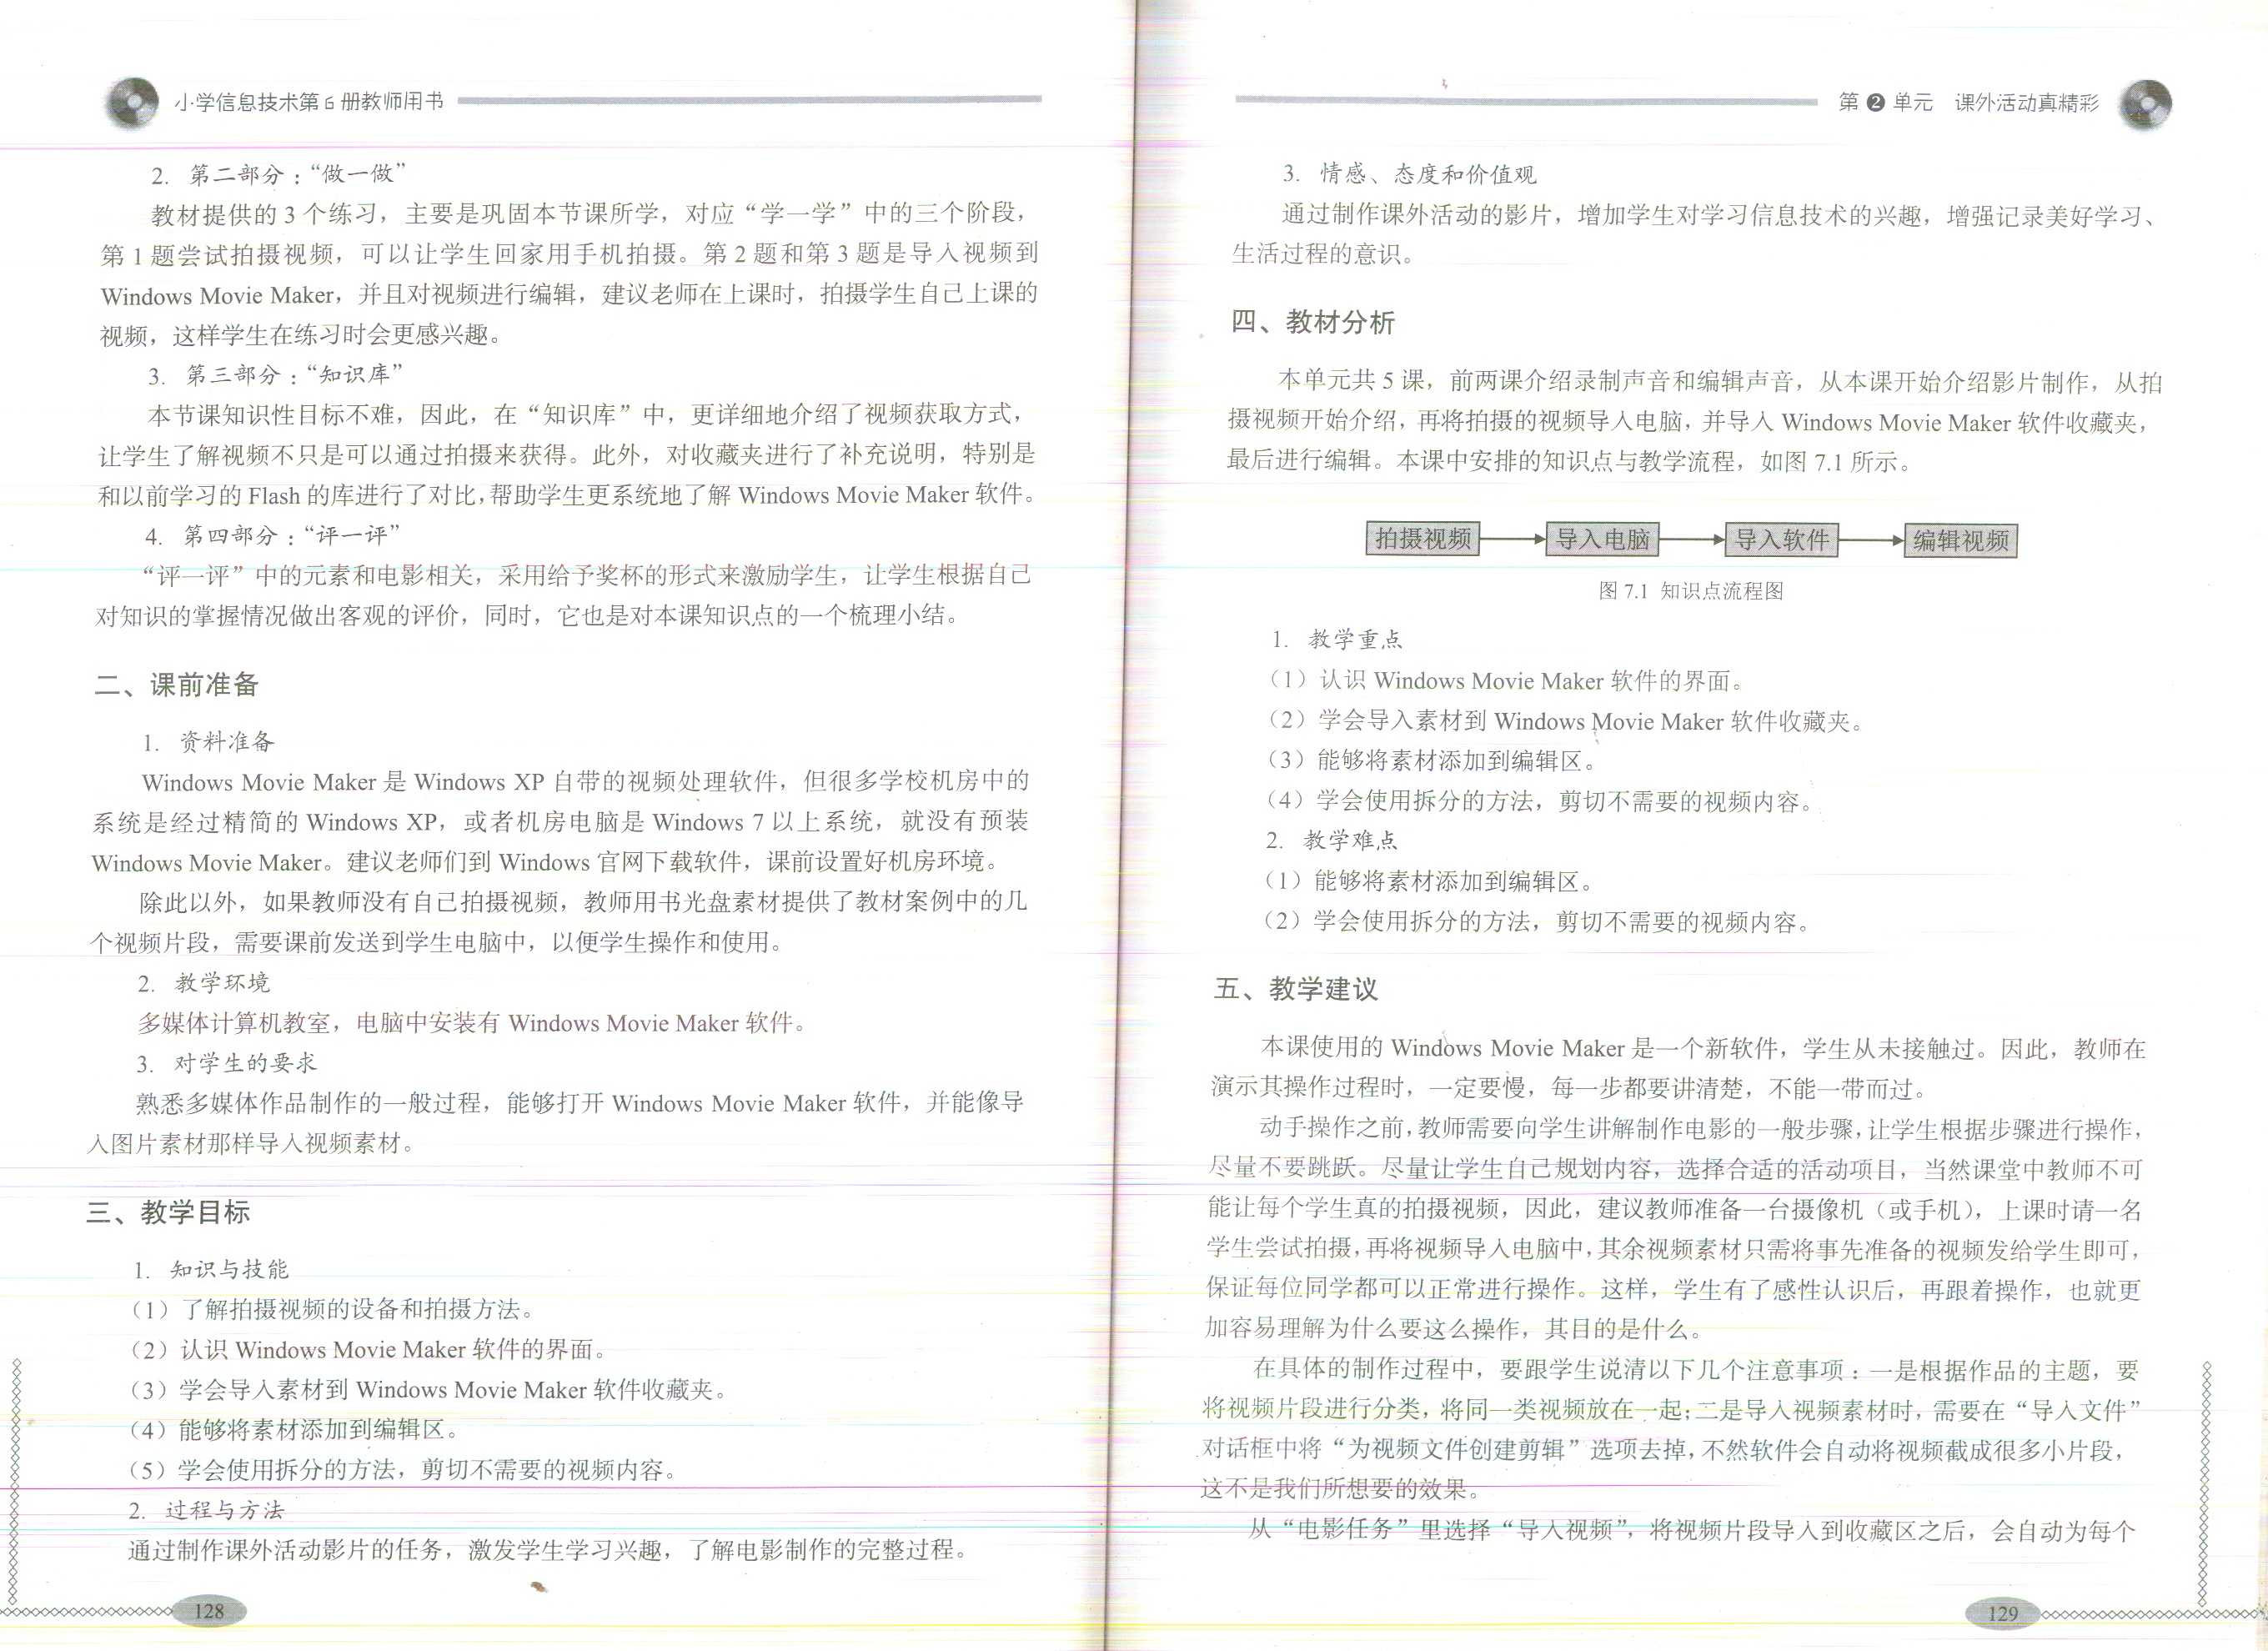 小学信息技术第6册教师用书
2. 第二部分：“做一做”
教材提供的3个练习，主要是巩固本节课所学，对应“学一学”中的三个阶段，
第1题尝试拍摄视频，可以让学生回家用手机拍摄。第2题和第3题是导入视频到
Windows Movie Maker，并且对视频进行编辑，建议老师在上课时，拍摄学生自己上课的
视频，这样学生在练习时会更感兴趣。
3. 第三部分：“知识库”
本节课知识性目标不难，因此，在“知识库”中，更详细地介绍了视频获取方式，
让学生了解视频不只是可以通过拍摄来获得。此外，对收藏夹进行了补充说明，特别是
和以前学习的Flash的库进行了对比，帮助学生更系统地了解Windows Movie Maker软件。
4. 第四部分：“评一评”
“评一评”中的元素和电影相关，采用给予奖杯的形式来激励学生，让学生根据自己
对知识的掌握情况做出客观的评价，同时，它也是对本课知识点的一个梳理小结。
二、课前准备
1. 资料准备
Windows Movie Maker是Windows XP自带的视频处理软件，但很多学校机房中的
系统是经过精简的Windows XP，或者机房电脑是Windows 7以上系统，就没有预装
Windows Movie Maker。建议老师们到Windows官网下载软件，课前设置好机房环境。
除此以外，如果教师没有自己拍摄视频，教师用书光盘素材提供了教材案例中的几
个视频片段，需要课前发送到学生电脑中，以便学生操作和使用。
2. 教学环境
多媒体计算机教室，电脑中安装有Windows Movie Maker软件。
3. 对学生的要求
熟悉多媒体作品制作的一般过程，能够打开Windows Movie Maker软件，并能像导
入图片素材那样导入视频素材。
三、教学目标
1. 知识与技能
（1）了解拍摄视频的设备和拍摄方法。
（2）认识Windows Movie Maker软件的界面。
（3）学会导入素材到Windows Movie Maker软件收藏夹。
（4）能够将素材添加到编辑区。
（5）学会使用拆分的方法，剪切不需要的视频内容。
2. 过程与方法
通过制作课外活动影片的任务，激发学生学习兴趣，了解电影制作的完整过程。
128
第❷单元 课外活动真精彩
3. 情感、态度和价值观
通过制作课外活动的影片，增加学生对学习信息技术的兴趣，增强记录美好学习、
生活过程的意识。
四、教材分析
本单元共5课，前两课介绍录制声音和编辑声音，从本课开始介绍影片制作，从拍
摄视频开始介绍，再将拍摄的视频导入电脑，并导入Windows Movie Maker软件收藏夹，
最后进行编辑。本课中安排的知识点与教学流程，如图7.1所示。
拍摄视频 导入电脑 导入软件 编辑视频
图7.1 知识点流程图
1. 教学重点
（1）认识Windows Movie Maker软件的界面。
（2）学会导入素材到Windows Movie Maker软件收藏夹。
（3）能够将素材添加到编辑区。
（4）学会使用拆分的方法，剪切不需要的视频内容。
2. 教学难点
（1）能够将素材添加到编辑区。
（2）学会使用拆分的方法，剪切不需要的视频内容。
五、教学建议
本课使用的Windows Movie Maker是一个新软件，学生从未接触过。因此，教师在
演示其操作过程时，一定要慢，每一步都要讲清楚，不能一带而过。
动手操作之前，教师需要向学生讲解制作电影的一般步骤，让学生根据步骤进行操作，
尽量不要跳跃。尽量让学生自己规划内容，选择合适的活动项目，当然课堂中教师不可
能让每个学生真的拍摄视频，因此，建议教师准备一台摄像机（或手机），上课时请一名
学生尝试拍摄，再将视频导入电脑中，其余视频素材只需将事先准备的视频发给学生即可，
保证每位同学都可以正常进行操作。这样，学生有了感性认识后，再跟着操作，也就更
加容易理解为什么要这么操作，其目的是什么。
在具体的制作过程中，要跟学生说清以下几个注意事项：一是根据作品的主题，要
将视频片段进行分类，将同一类视频放在一起；二是导入视频素材时，需要在“导入文件”
对话框中将“为视频文件创建剪辑”选项去掉，不然软件会自动将视频截成很多小片段，
这不是我们所想要的效果。
从“电影任务”里选择“导入视频”，将视频片段导入到收藏区之后，会自动为每个
129